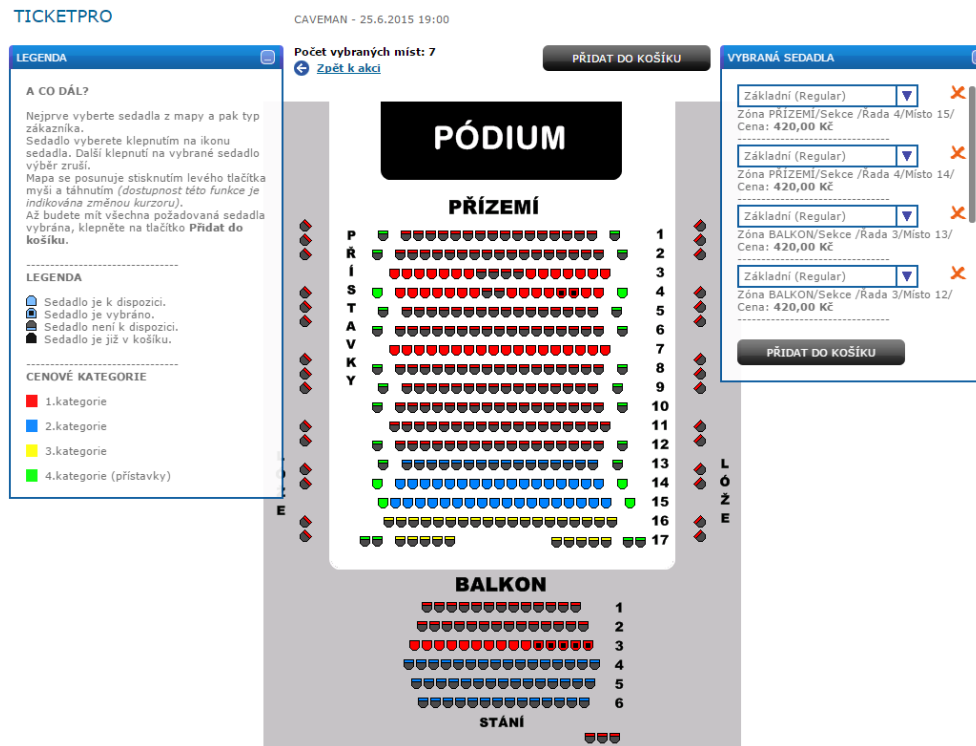 TICKETPRO
CAVEMAN - 25.6.2015 19:00
LEGENDA
A CO DÁL?
Nejprve vyberte sedadla z mapy a pak typ
zákazníka.
Sedadlo vyberete klepnutím na ikonu
sedadla. Další klepnutí na vybrané sedadlo
výběr zruší.
Mapa se posunuje stisknutím levého tlačítka
myši a táhnutím (dostupnost této funkce je
indikována změnou kurzoru).
Až budete mít všechna požadovaná sedadla
vybrána, klepněte na tlačítko Přidat do
košíku.
-------------------------------
LEGENDA
Sedadlo je k dispozici.
Sedadlo je vybráno.
Sedadlo není k dispozici.
Sedadlo je již v košíku.
-------------------------------
CENOVÉ KATEGORIE
1.kategorie
2.kategorie
3.kategorie
4.kategorie (přístavky)
Počet vybraných míst: 7
Zpět k akci
PŘIDAT DO KOŠÍKU
PÓDIUM
PŘÍZEMÍ
PŘÍSTAVKY
1
2
3
4
5
6
7
8
9
10
11
12
13
14
15
16
17
LÓŽE
BALKON
1
2
3
4
5
6
STÁNÍ
VYBRANÁ SEDADLA
Základní (Regular)
Zóna PŘÍZEMÍ/Sekce /Řada 4/Místo 15/
Cena: 420,00 Kč
-------------------------------
Základní (Regular)
Zóna PŘÍZEMÍ/Sekce /Řada 4/Místo 14/
Cena: 420,00 Kč
-------------------------------
Základní (Regular)
Zóna BALKON/Sekce /Řada 3/Místo 13/
Cena: 420,00 Kč
-------------------------------
Základní (Regular)
Zóna BALKON/Sekce /Řada 3/Místo 12/
Cena: 420,00 Kč
-------------------------------
PŘIDAT DO KOŠÍKU